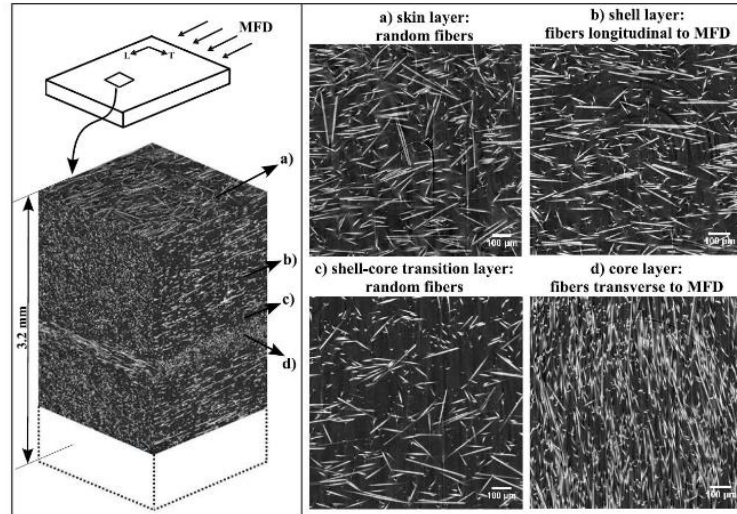 MFD
L T
a)
b)
c)
d)
3.2 mm
a) skin layer:
random fibers
100 μm
b) shell layer:
fibers longitudinal to MFD
100 μm
c) shell-core transition layer:
random fibers
100 μm
d) core layer:
fibers transverse to MFD
100 μm